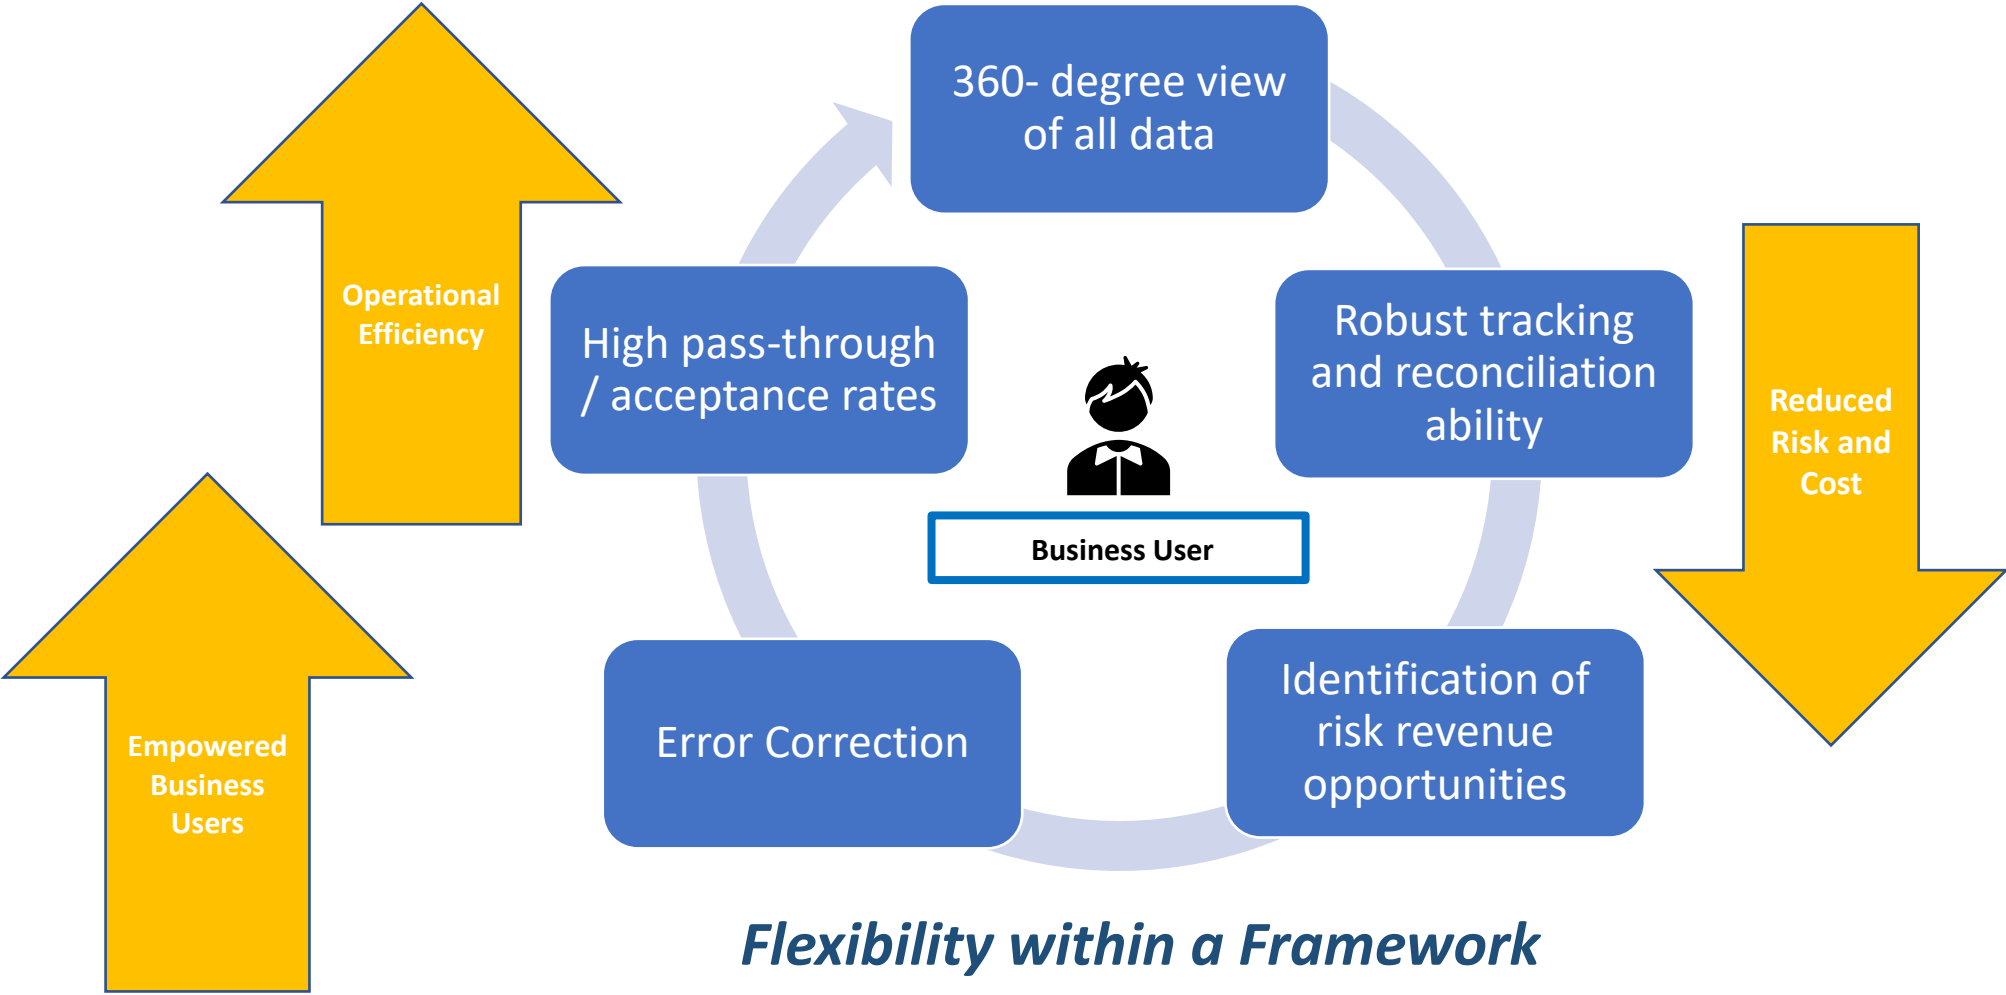 360- degree view
of all data
Operational
Efficiency
High pass-through
/ acceptance rates
Robust tracking
and reconciliation
ability
Reduced
Risk and
Cost
Business User
Empowered
Business
Users
Error Correction
Identification of
risk revenue
opportunities
Flexibility within a Framework